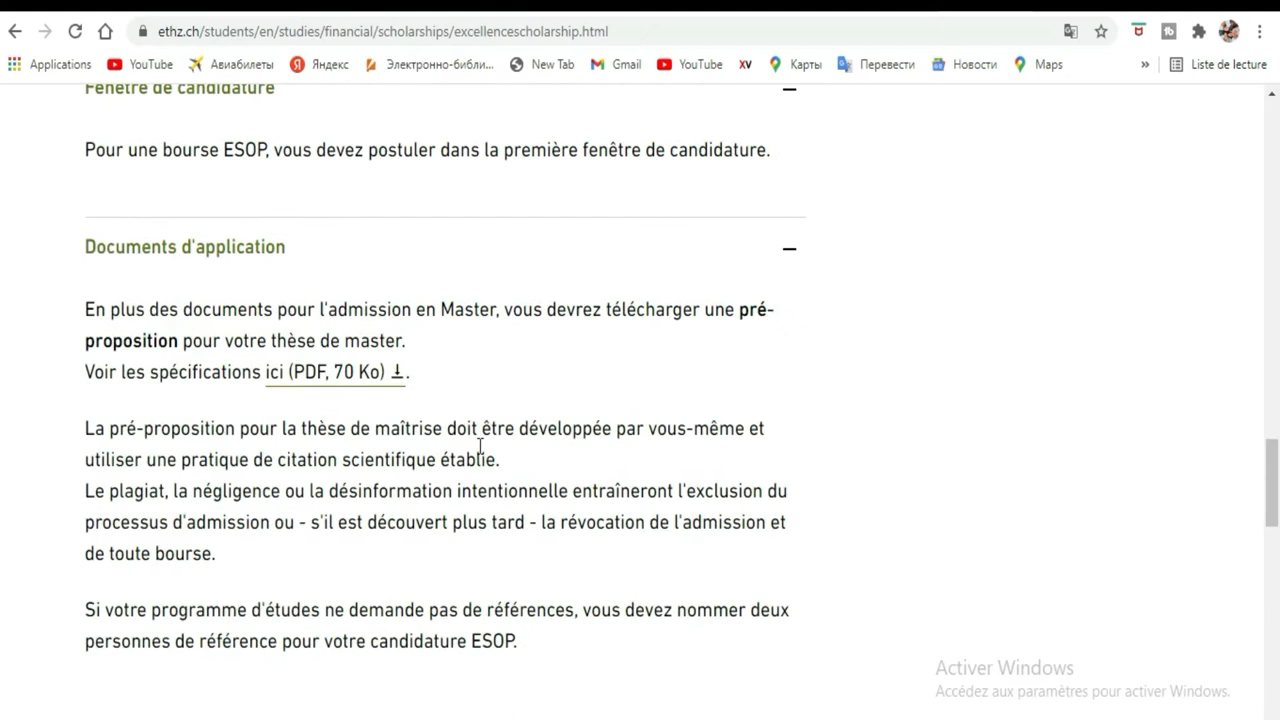 ethz.ch/students/en/studies/financial/scholarships/excellencescholarship.html
Applications YouTube Авиабилеты Яндекс Электронно-библи... New Tab Gmail YouTube XV Карты Перевести Новости Maps » Liste de lecture
Fenêtre de candidature
Pour une bourse ESOP, vous devez postuler dans la première fenêtre de candidature.
Documents d'application
En plus des documents pour l'admission en Master, vous devrez télécharger une pré-
proposition pour votre thèse de master.
Voir les spécifications ici (PDF, 70 Ko).
La pré-proposition pour la thèse de maîtrise doit être développée par vous-même et
utiliser une pratique de citation scientifique établie.
Le plagiat, la négligence ou la désinformation intentionnelle entraîneront l'exclusion du
processus d'admission ou - s'il est découvert plus tard - la révocation de l'admission et
de toute bourse.
Si votre programme d'études ne demande pas de références, vous devez nommer deux
personnes de référence pour votre candidature ESOP.
Activer Windows
Accédez aux paramètres pour activer Windows.